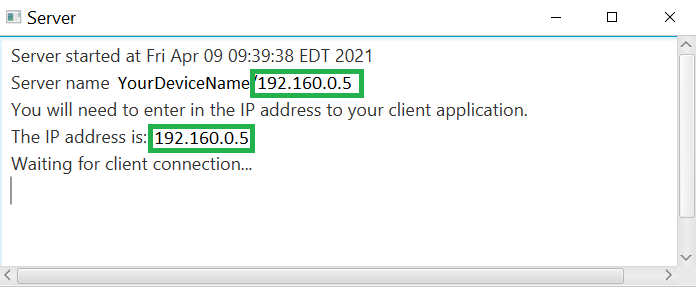 Server
Server started at Fri Apr 09 09:39:38 EDT 2021
Server name YourDeviceName/192.160.0.5
You will need to enter in the IP address to your client application.
The IP address is: 192.160.0.5
Waiting for client connection...